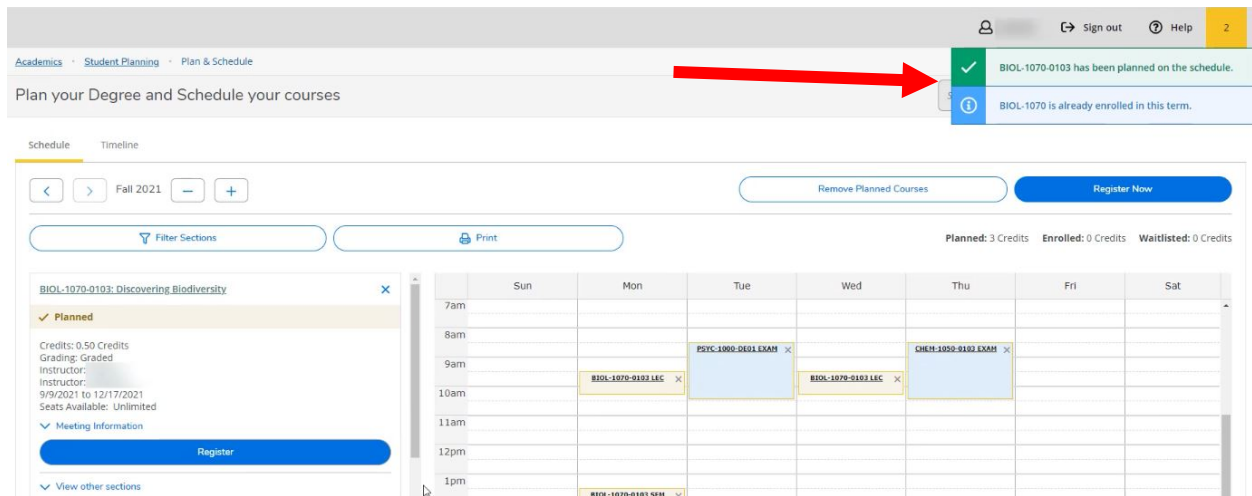 Sign out
Help
2
Academics · Student Planning · Plan & Schedule
BIOL-1070-0103 has been planned on the schedule.
Plan your Degree and Schedule your courses
BIOL-1070 is already enrolled in this term.
Schedule Timeline
Fall 2021
Remove Planned Courses
Register Now
Filter Sections
Print
Planned: 3 Credits Enrolled: 0 Credits Waitlisted: 0 Credits
BIOL-1070-0103: Discovering Biodiversity
Planned
Credits: 0.50 Credits
Grading: Graded
Instructor:
Instructor:
9/9/2021 to 12/17/2021
Seats Available: Unlimited
Meeting Information
Register
View other sections
Sun Mon Tue Wed Thu Fri Sat
7am
8am
PSYC-1000-DE01 EXAM
CHEM-1050-0103 EXAM
9am
BIOL-1070-0103 LEC
BIOL-1070-0103 LEC
10am
11am
12pm
1pm
BIOL-1070-0103 SEM